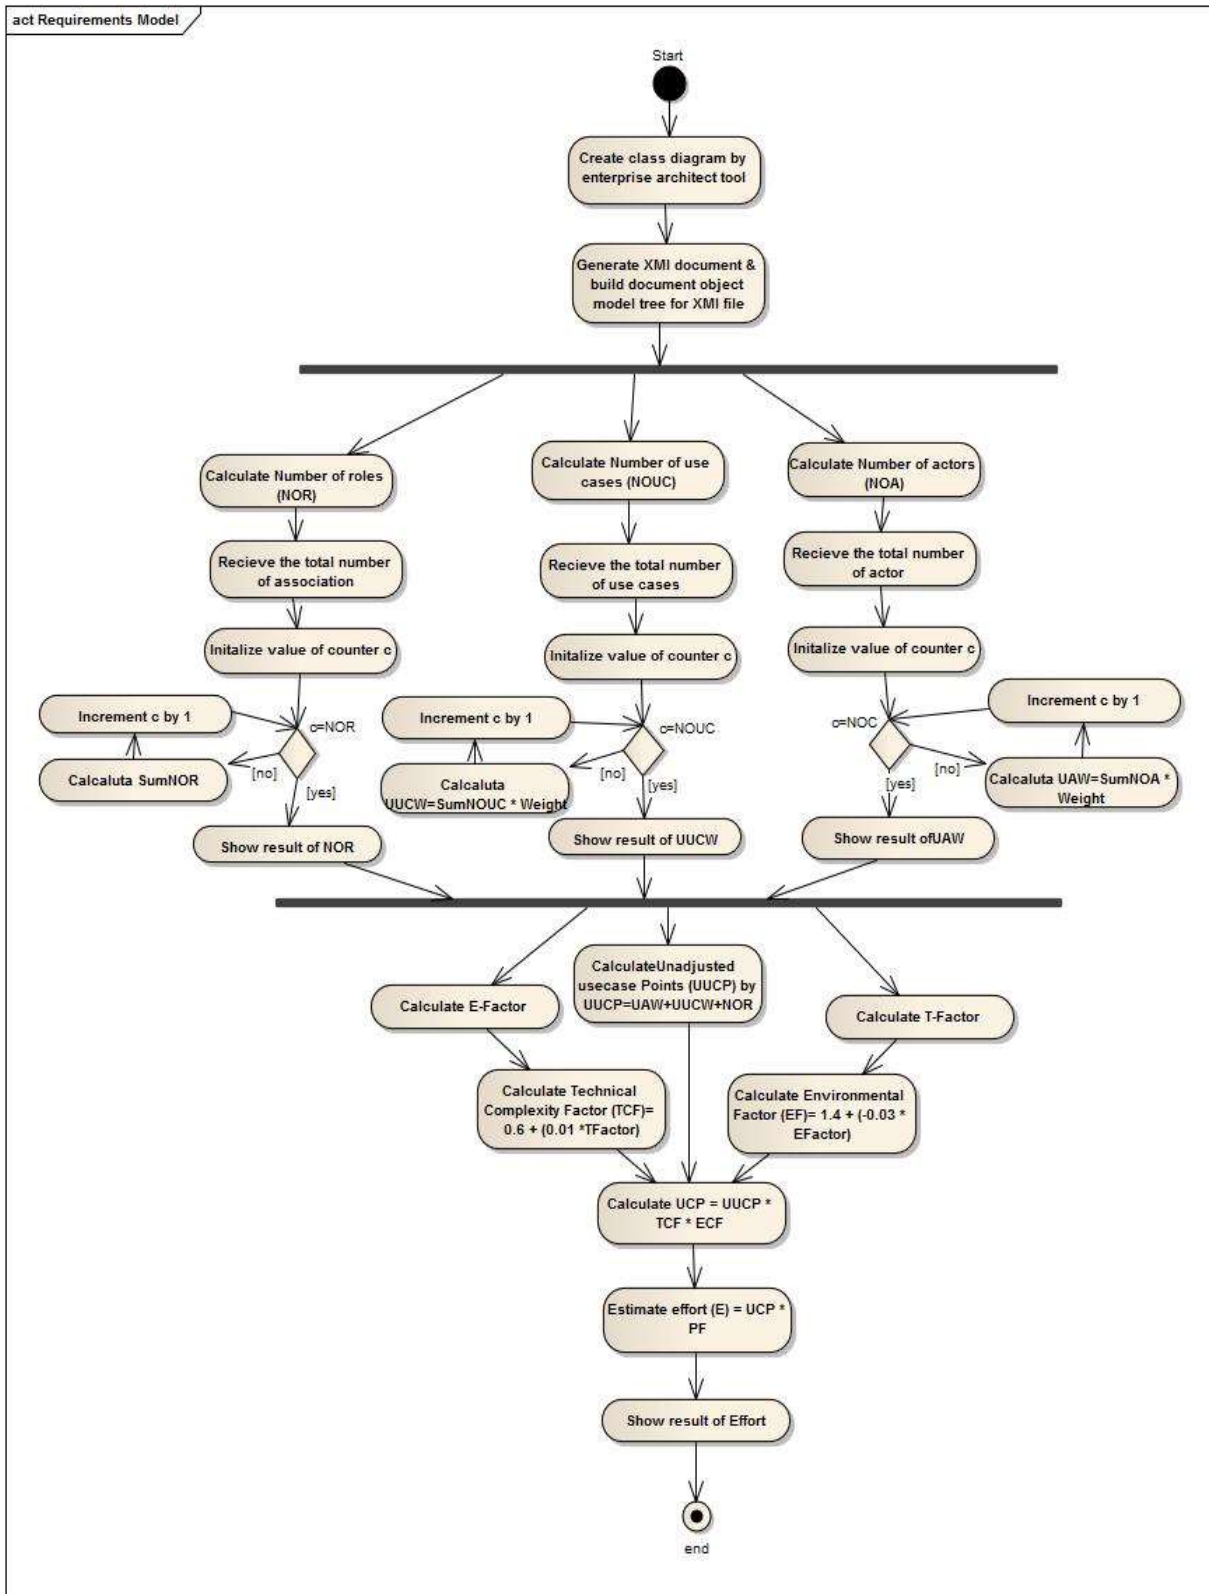 act Requirements Model
Start
Create class diagram by
enterprise architect tool
Generate XMI document &
build document object
model tree for XMI file
Calculate Number of roles
(NOR)
Calculate Number of use
cases (NOUC)
Calculate Number of actors
(NOA)
Recieve the total number
of association
Recieve the total number
of use cases
Recieve the total number
of actor
Initalize value of counter c
Initalize value of counter c
Initalize value of counter c
Increment c by 1
c=NOR
[no]
Calcaluta SumNOR
[yes]
Increment c by 1
c=NOUC
[no]
Calcaluta
UUCW=SumNOUC * Weight
[yes]
Increment c by 1
c=NOC
[no]
Calcaluta UAW=SumNOA *
Weight
[yes]
Show result of NOR
Show result of UUCW
Show result ofUAW
Calculate E-Factor
CalculateUnadjusted
usecase Points (UUCP) by
UUCP=UAW+UUCW+NOR
Calculate T-Factor
Calculate Technical
Complexity Factor (TCF)=
0.6 + (0.01 *TFactor)
Calculate Environmental
Factor (EF)= 1.4 + (-0.03 *
EFactor)
Calculate UCP = UUCP *
TCF * ECF
Estimate effort (E) = UCP *
PF
Show result of Effort
end